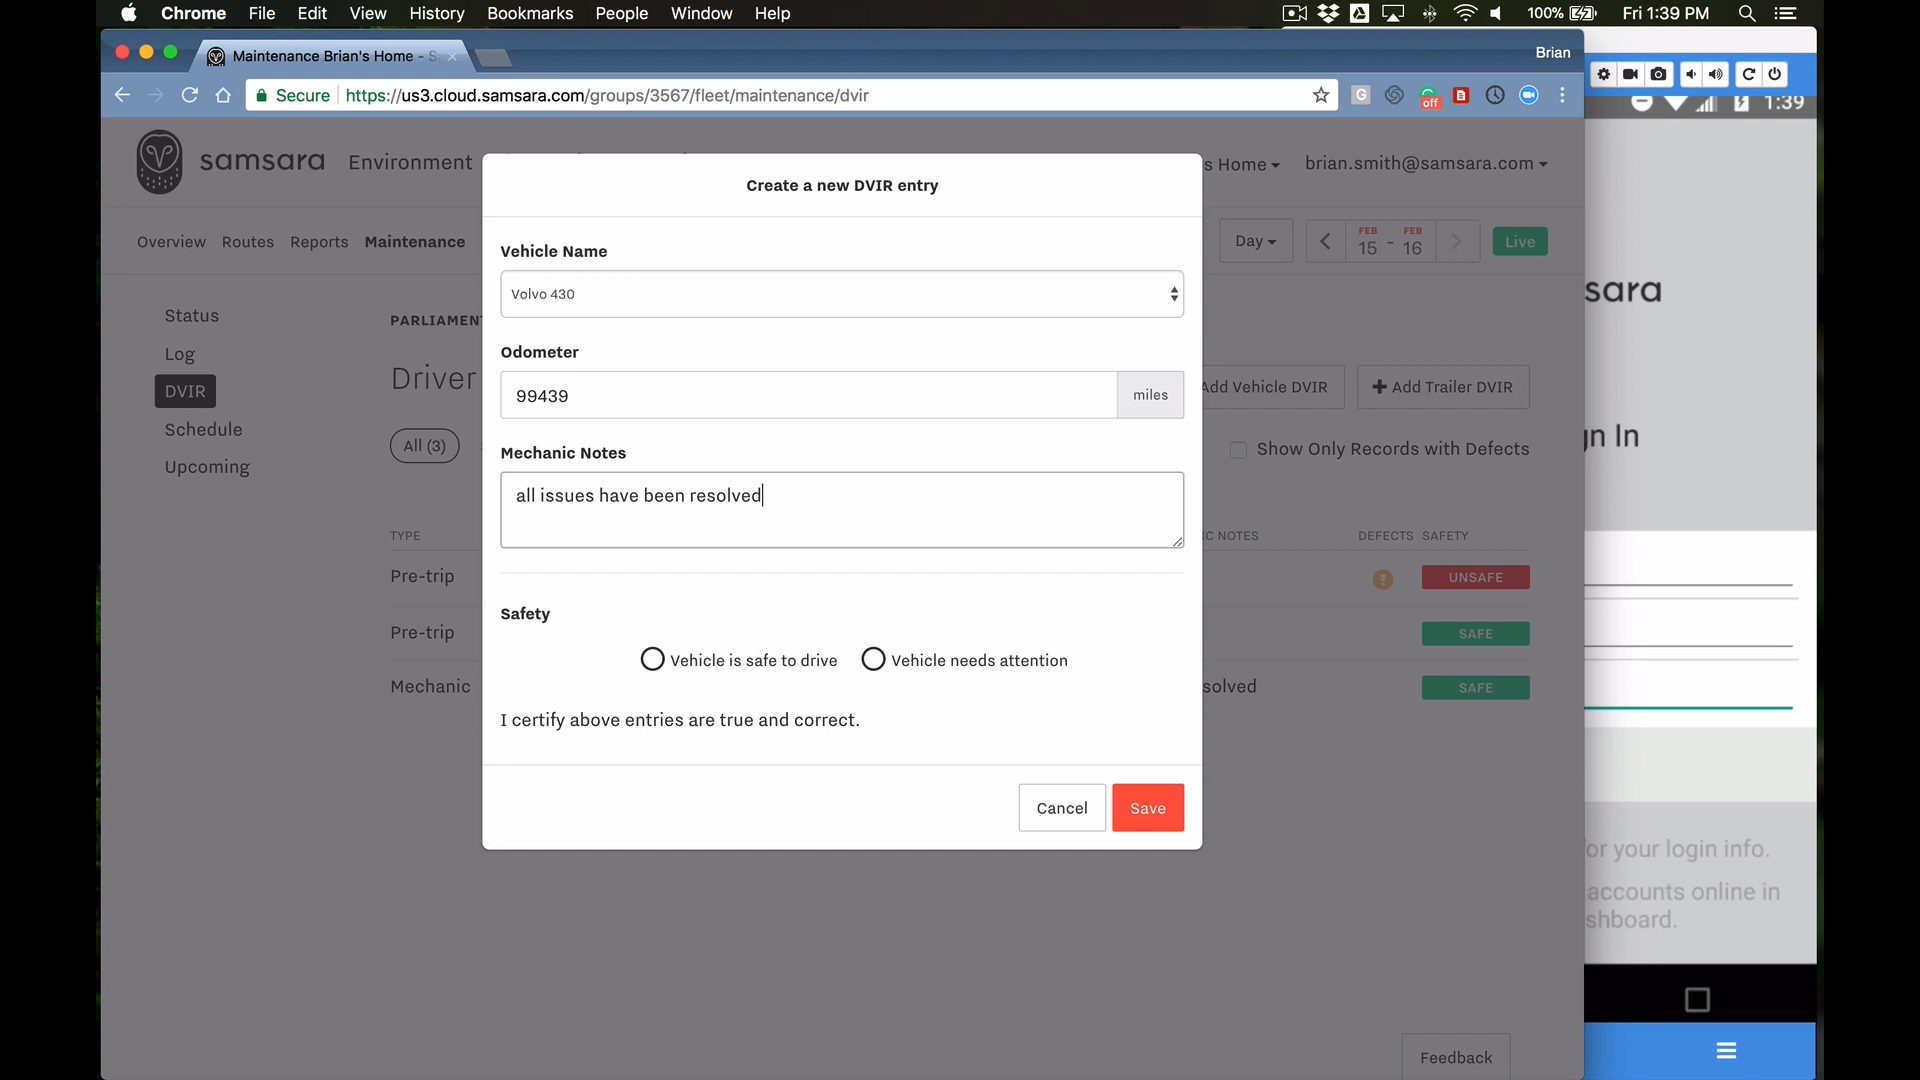 Chrome File Edit View History Bookmarks People Window Help 100% Fri 1:39 PM
Maintenance Brian's Home - S
Brian
Secure https://us3.cloud.samsara.com/groups/3567/fleet/maintenance/dvir
off
1:39
samsara Environment
s Home
brian.smith@samsara.com
Create a new DVIR entry
Overview Routes Reports Maintenance
Day
FEB 15 - FEB 16
Live
Vehicle Name
Volvo 430
Status
Log
DVIR
Schedule
Upcoming
PARLIAMEN
Driver
Add Vehicle DVIR
Add Trailer DVIR
All (3)
Show Only Records with Defects
Odometer
99439 miles
Mechanic Notes
all issues have been resolved
TYPE
IC NOTES DEFECTS SAFETY
Pre-trip
UNSAFE
Pre-trip
SAFE
Mechanic
solved
SAFE
Safety
Vehicle is safe to drive Vehicle needs attention
I certify above entries are true and correct.
Cancel Save
Feedback
sara
gn In
or your login info.
accounts online in
shboard.